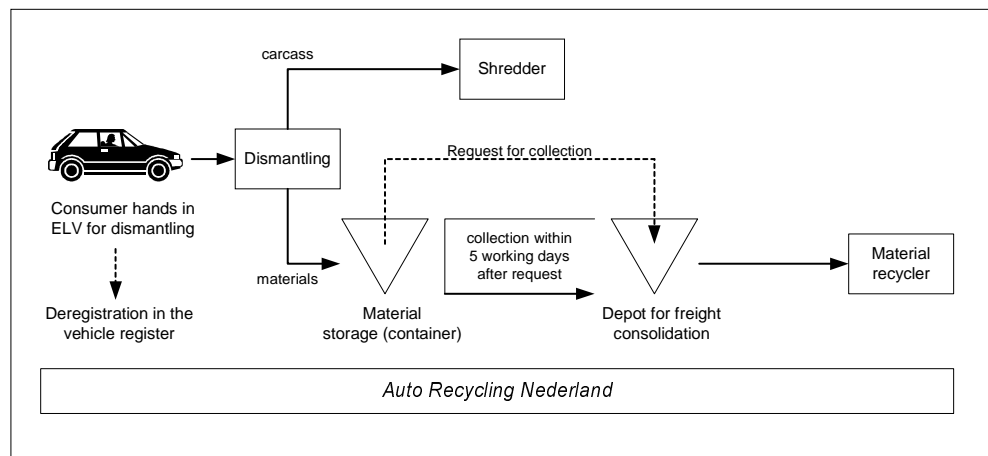 carcass
Shredder
Dismantling
Request for collection
Consumer hands in
ELV for dismantling
collection within
5 working days
after request
Material
recycler
materials
Deregistration in the
vehicle register
Material
storage (container)
Depot for freight
consolidation
Auto Recycling Nederland